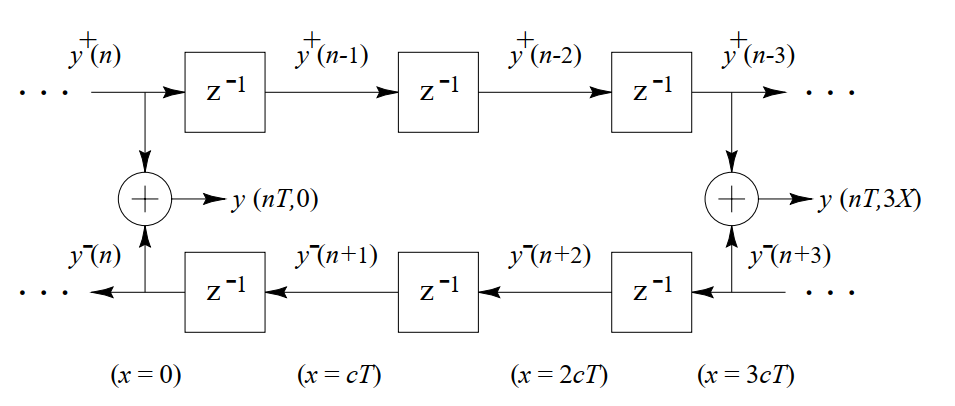 y⁺(n) y⁺(n-1) y⁺(n-2) y⁺(n-3)
. . . z⁻¹ z⁻¹ z⁻¹ . . .
+ y (nT,0) + y (nT,3X)
y⁻(n) y⁻(n+1) y⁻(n+2) y⁻(n+3)
. . . z⁻¹ z⁻¹ z⁻¹ . . .
(x = 0) (x = cT) (x = 2cT) (x = 3cT)